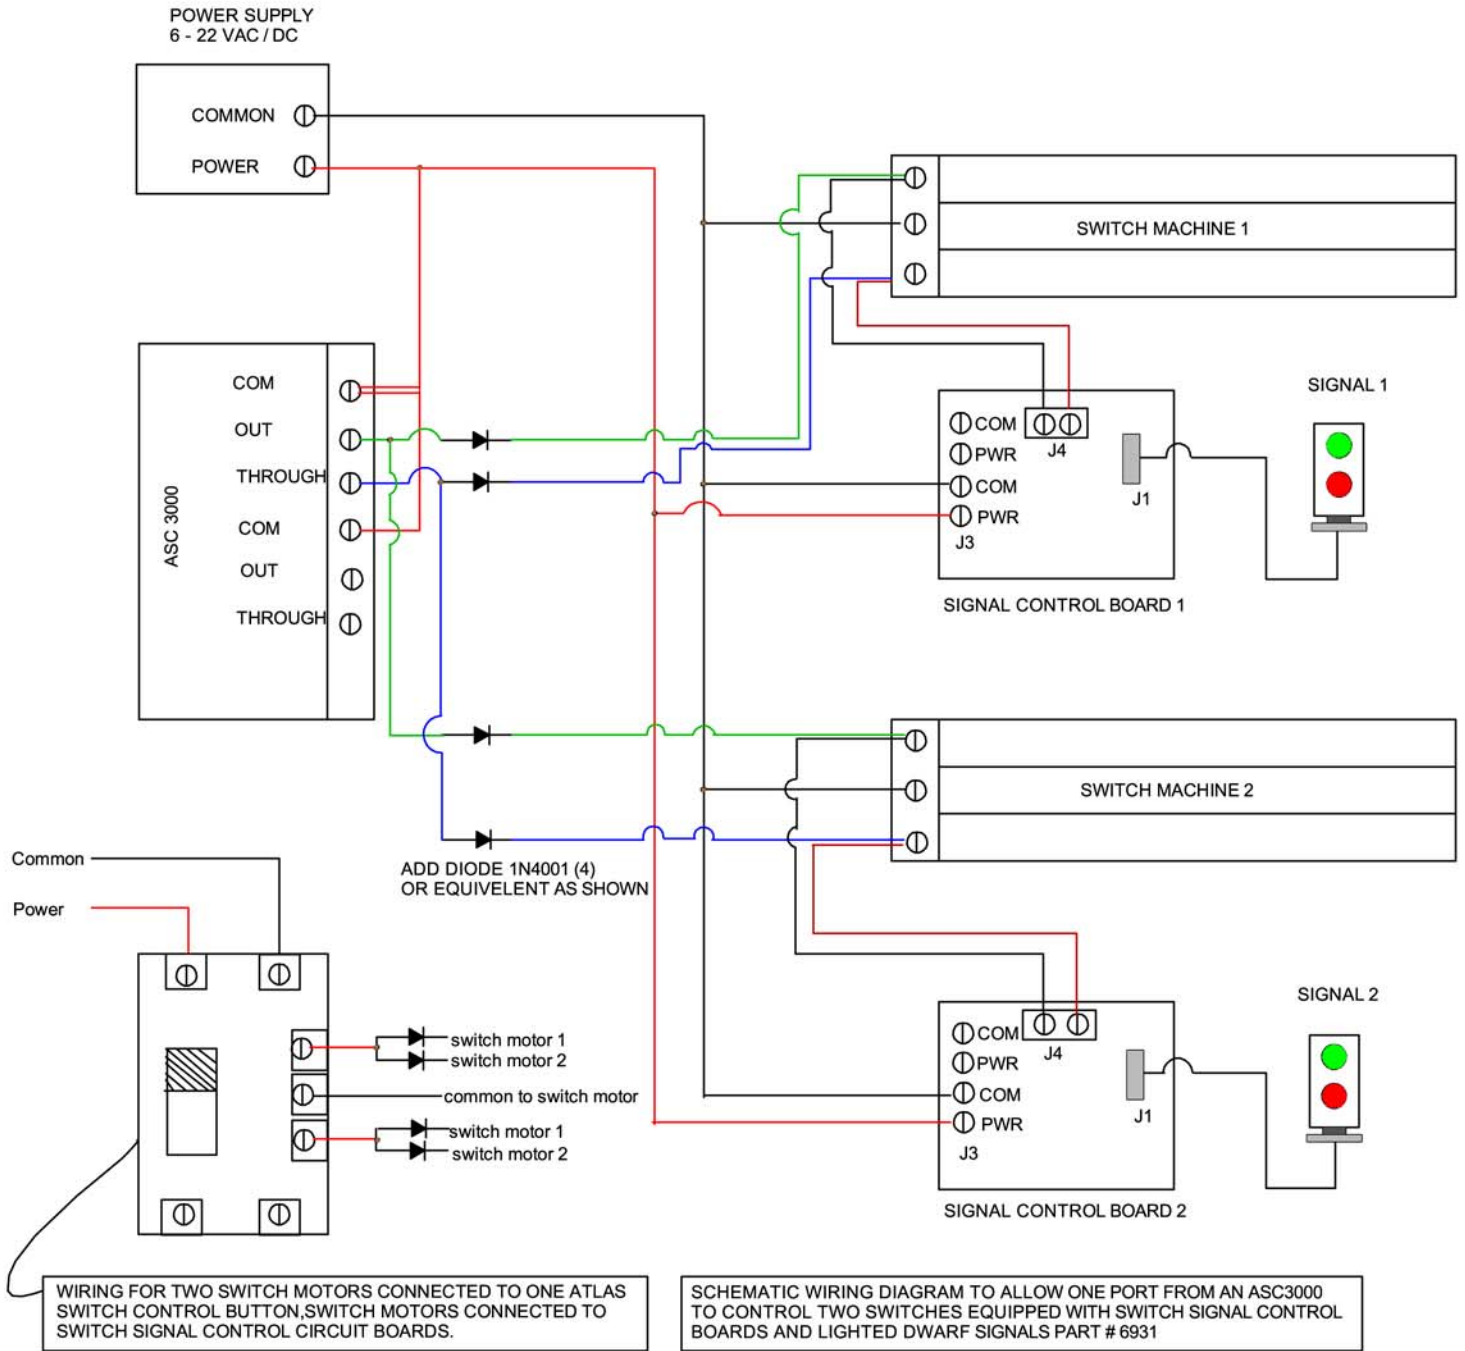 POWER SUPPLY
6 - 22 VAC / DC
COMMON
POWER
SWITCH MACHINE 1
ASC 3000
COM
OUT
THROUGH
COM
OUT
THROUGH
COM
PWR
COM
PWR
J3
J4
J1
SIGNAL CONTROL BOARD 1
SIGNAL 1
SWITCH MACHINE 2
ADD DIODE 1N4001 (4)
OR EQUIVELENT AS SHOWN
Common
Power
switch motor 1
switch motor 2
common to switch motor
switch motor 1
switch motor 2
COM
PWR
COM
PWR
J3
J4
J1
SIGNAL CONTROL BOARD 2
SIGNAL 2
WIRING FOR TWO SWITCH MOTORS CONNECTED TO ONE ATLAS
SWITCH CONTROL BUTTON,SWITCH MOTORS CONNECTED TO
SWITCH SIGNAL CONTROL CIRCUIT BOARDS.
SCHEMATIC WIRING DIAGRAM TO ALLOW ONE PORT FROM AN ASC3000
TO CONTROL TWO SWITCHES EQUIPPED WITH SWITCH SIGNAL CONTROL
BOARDS AND LIGHTED DWARF SIGNALS PART # 6931